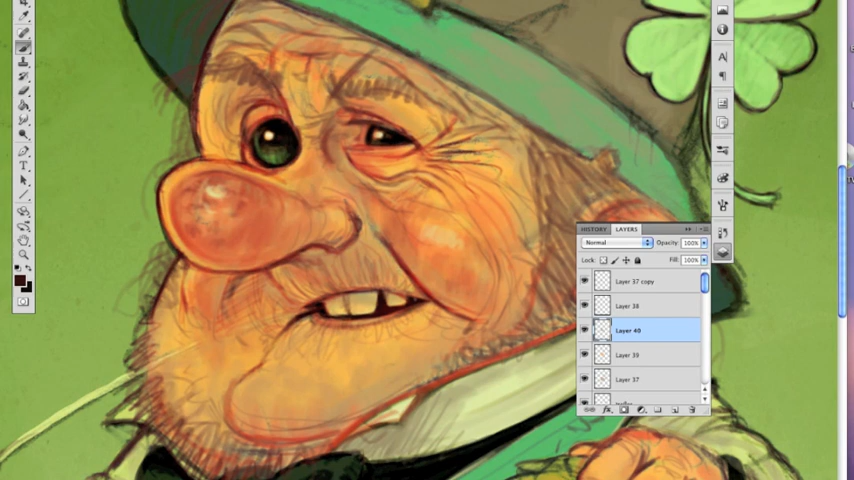 HISTORY LAYERS
Normal Opacity: 100%
Lock: Fill: 100%
Layer 37 copy
Layer 38
Layer 40
Layer 39
Layer 37